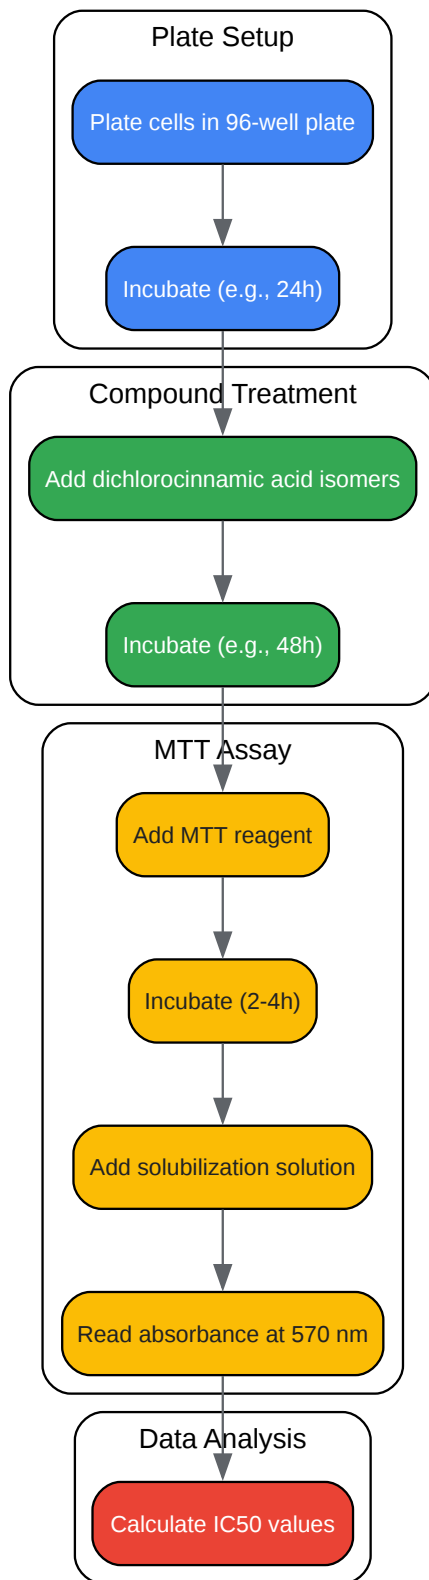 Plate Setup
Plate cells in 96-well plate
Incubate (e.g., 24h)
Compound Treatment
Add dichlorocinnamic acid isomers
Incubate (e.g., 48h)
MTT Assay
Add MTT reagent
Incubate (2-4h)
Add solubilization solution
Read absorbance at 570 nm
Data Analysis
Calculate IC50 values